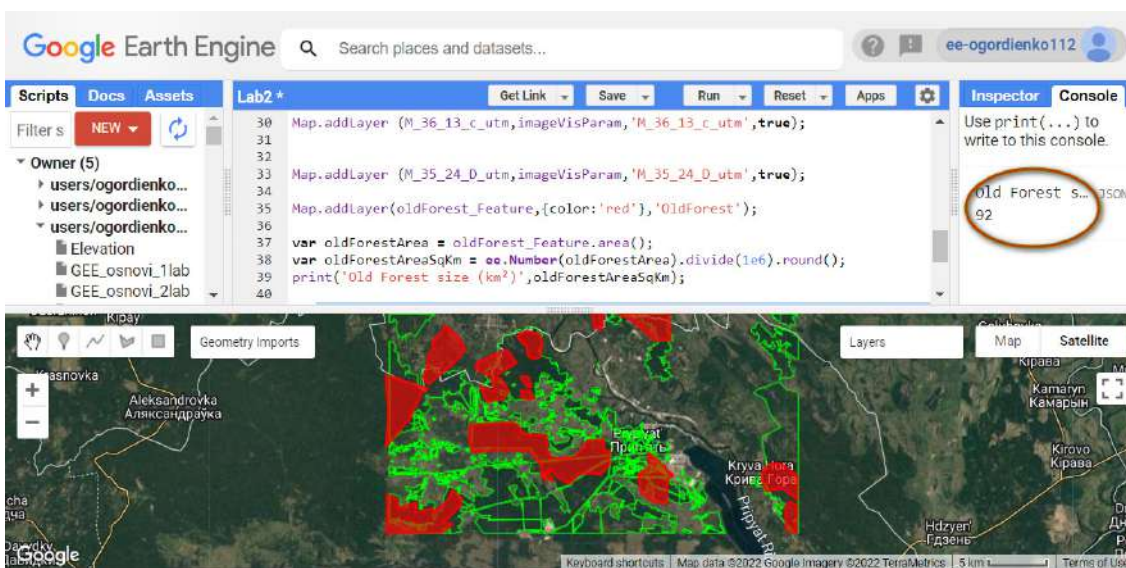 Google Earth Engine
Search places and datasets...
ee-ogordienko112
Scripts Docs Assets
Filter s
NEW
Owner (5)
users/ogordienko...
users/ogordienko...
users/ogordienko...
Elevation
GEE_osnovi_1lab
GEE_osnovi_2lab
Lab2 *
Get Link
Save
Run
Reset
Apps
30 Map.addLayer (M_36_13_c_utm,imageVisParam,'M_36_13_c_utm',true);
31
32
33 Map.addLayer (M_35_24_D_utm,imageVisParam,'M_35_24_D_utm',true);
34
35 Map.addLayer(oldForest_Feature,{color:'red'},'OldForest');
36
37 var oldForestArea = oldForest_Feature.area();
38 var oldForestAreaSqKm = ee.Number(oldForestArea).divide(1e6).round();
39 print('Old Forest size (km²)',oldForestAreaSqKm);
40
Inspector Console
Use print(...) to
write to this console.
Old Forest s... JSON
92
Geometry Imports
Layers
Map
Satellite
Aleksandrovka
Аляксандраўка
Pripyat'
Прип'ять
Kryva Hora
Крива Гора
Pripyat
Kamaryn
Камарын
Kirovo
Кірава
Hdzyen'
Гдзень
Google
Keyboard shortcuts
Map data ©2022 Google Imagery ©2022 TerraMetrics
5 km
Terms of Use